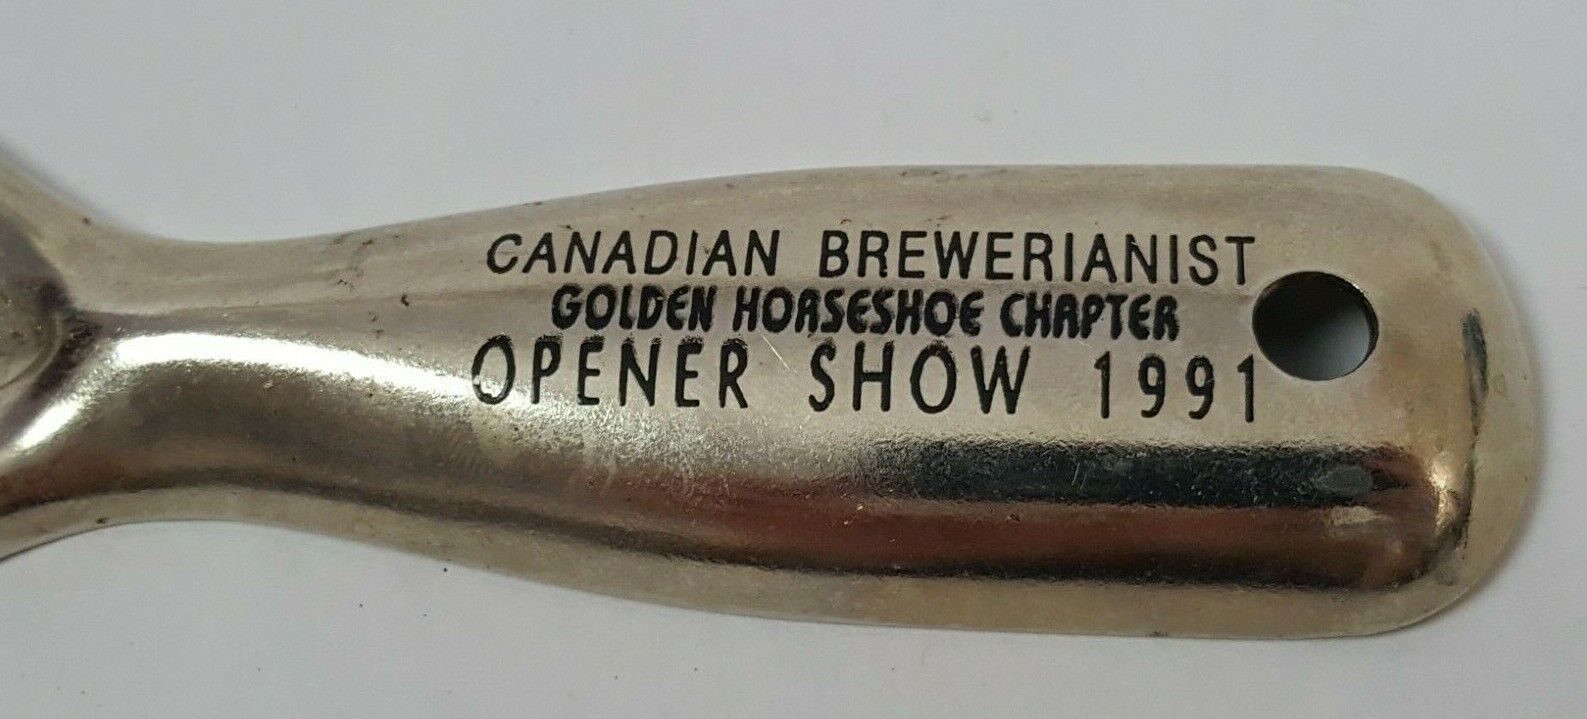 CANADIAN BREWERIANIST
GOLDEN HORSESHOE CHAPTER
OPENER SHOW 1991